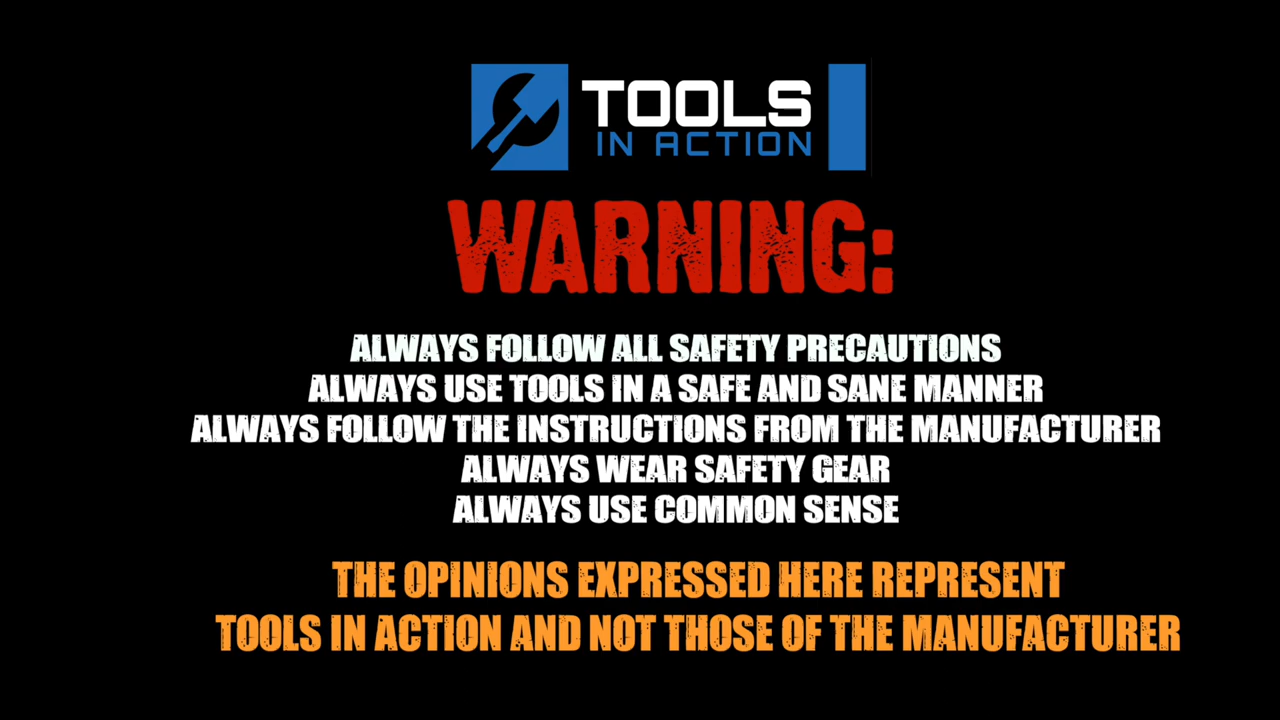 TOOLS
IN ACTION
WARNING:
ALWAYS FOLLOW ALL SAFETY PRECAUTIONS
ALWAYS USE TOOLS IN A SAFE AND SANE MANNER
ALWAYS FOLLOW THE INSTRUCTIONS FROM THE MANUFACTURER
ALWAYS WEAR SAFETY GEAR
ALWAYS USE COMMON SENSE
THE OPINIONS EXPRESSED HERE REPRESENT
TOOLS IN ACTION AND NOT THOSE OF THE MANUFACTURER